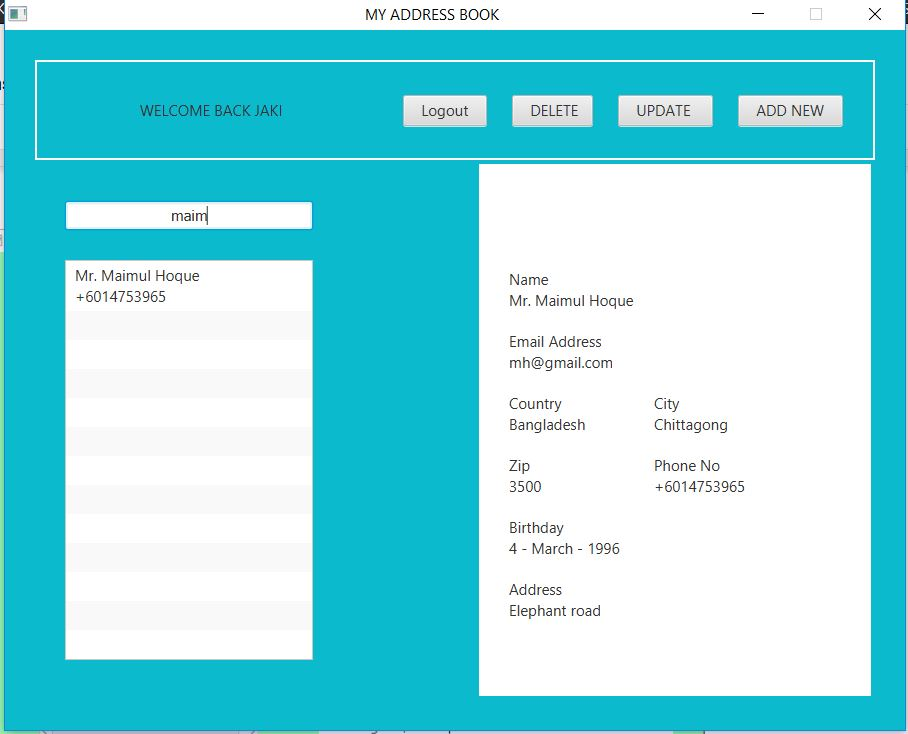 MY ADDRESS BOOK
WELCOME BACK JAKI
Logout
DELETE
UPDATE
ADD NEW
maim
Mr. Maimul Hoque
+6014753965
Name
Mr. Maimul Hoque
Email Address
mh@gmail.com
Country City
Bangladesh Chittagong
Zip Phone No
3500 +6014753965
Birthday
4 - March - 1996
Address
Elephant road